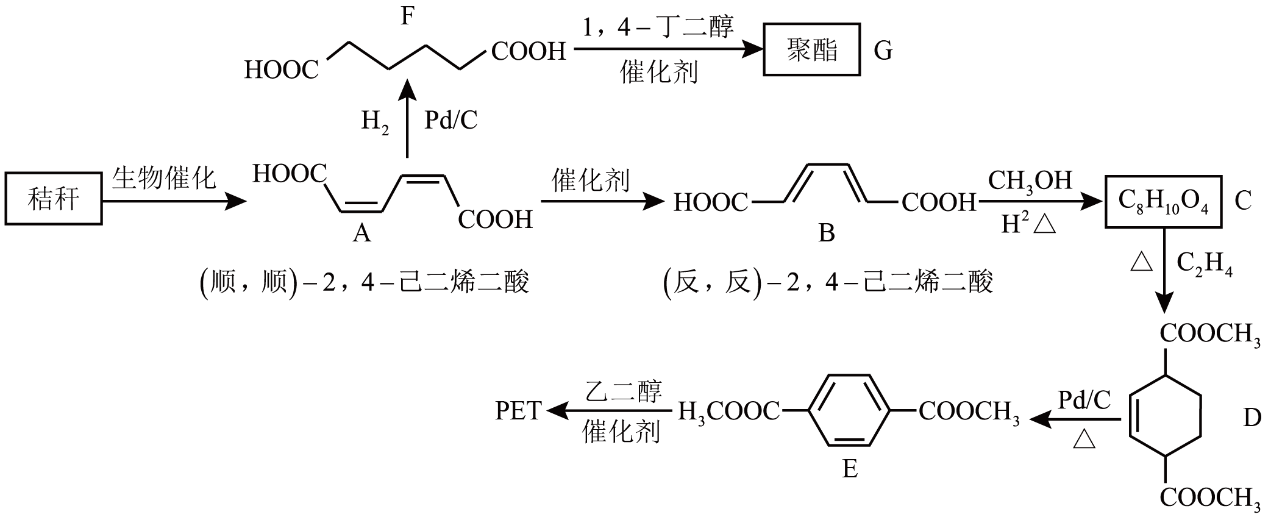 F
HOOC
COOH
1,4-丁二醇
催化剂
聚酯
G
H₂
Pd/C
秸秆
生物催化
HOOC
COOH
A
(顺,顺)-2,4-己二烯二酸
催化剂
HOOC
COOH
B
(反,反)-2,4-己二烯二酸
CH₃OH
H²△
C₈H₁₀O₄
C
△
C₂H₄
COOCH₃
COOCH₃
D
Pd/C
△
H₃COOC
COOCH₃
E
乙二醇
催化剂
PET